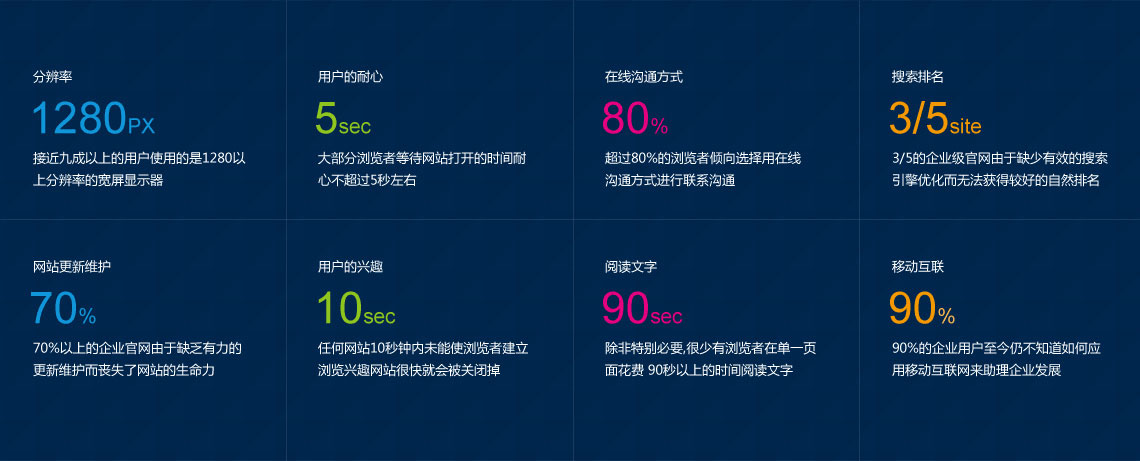 分辨率
1280PX
接近九成以上的用户使用的是1280以
上分辨率的宽屏显示器
用户的耐心
5sec
大部分浏览者等待网站打开的时间耐
心不超过5秒左右
在线沟通方式
80%
超过80%的浏览者倾向选择用在线
沟通方式进行联系沟通
搜索排名
3/5site
3/5的企业级官网由于缺少有效的搜索
引擎优化而无法获得较好的自然排名
网站更新维护
70%
70%以上的企业官网由于缺乏有力的
更新维护而丧失了网站的生命力
用户的兴趣
10sec
任何网站10秒钟内未能使浏览者建立
浏览兴趣网站很快就会被关闭掉
阅读文字
90sec
除非特别必要,很少有浏览者在单一页
面花费 90秒以上的时间阅读文字
移动互联
90%
90%的企业用户至今仍不知道如何应
用移动互联网来助理企业发展